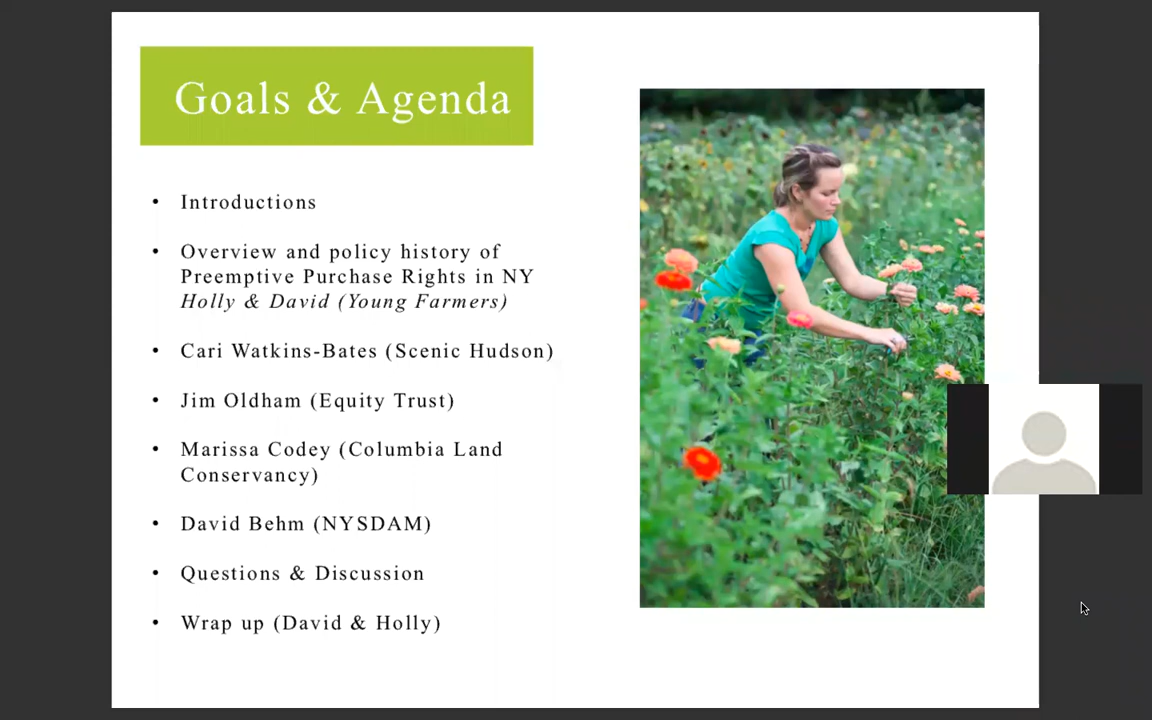 Goals & Agenda
• Introductions
• Overview and policy history of
Preemptive Purchase Rights in NY
Holly & David (Young Farmers)
• Cari Watkins-Bates (Scenic Hudson)
• Jim Oldham (Equity Trust)
• Marissa Codey (Columbia Land
Conservancy)
• David Behm (NYSDAM)
• Questions & Discussion
• Wrap up (David & Holly)